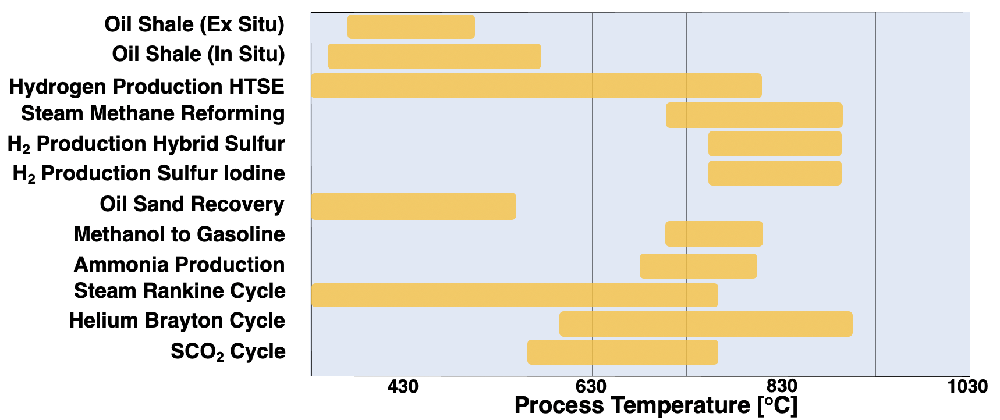 Oil Shale (Ex Situ)
Oil Shale (In Situ)
Hydrogen Production HTSE
Steam Methane Reforming
H₂ Production Hybrid Sulfur
H₂ Production Sulfur Iodine
Oil Sand Recovery
Methanol to Gasoline
Ammonia Production
Steam Rankine Cycle
Helium Brayton Cycle
SCO₂ Cycle
430 630 830 1030
Process Temperature [°C]